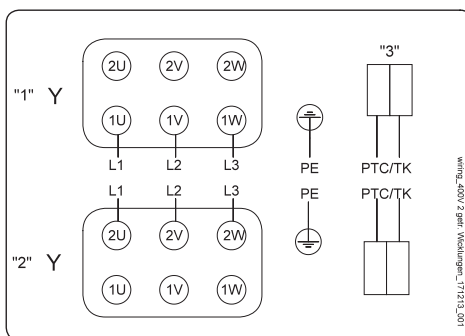 "3"
2U 2V 2W
"1" Y
1U 1V 1W
L1 L2 L3 PE PTC/TK
L1 L2 L3 PE PTC/TK
2U 2V 2W
"2" Y
1U 1V 1W
wiring_400V 2 getr. Wicklungen_171213_001